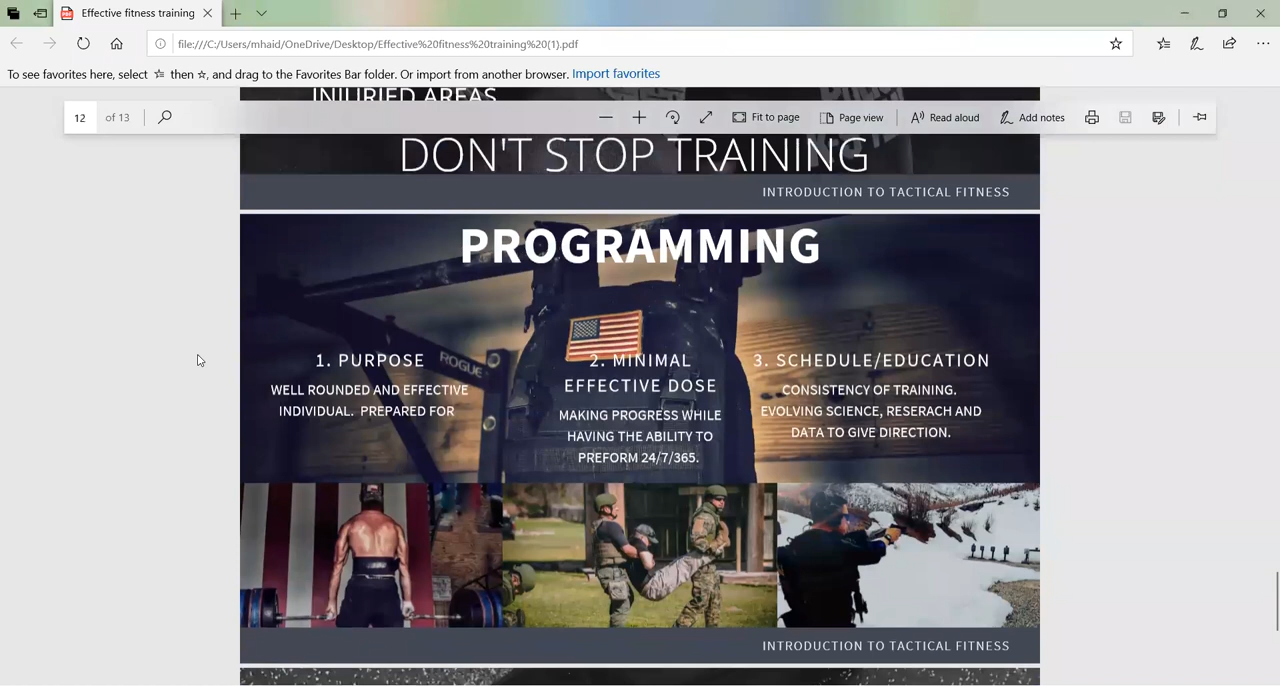 Effective fitness training
file:///C:/Users/mhaid/OneDrive/Desktop/Effective%20fitness%20training%20(1).pdf
To see favorites here, select ☆ then ☆, and drag to the Favorites Bar folder. Or import from another browser. Import favorites
INJURIED AREAS
12 of 13
Fit to page
Page view
Read aloud
Add notes
DON'T STOP TRAINING
INTRODUCTION TO TACTICAL FITNESS
PROGRAMMING
ROGUE
1. PURPOSE
WELL ROUNDED AND EFFECTIVE
INDIVIDUAL. PREPARED FOR
2. MINIMAL
EFFECTIVE DOSE
MAKING PROGRESS WHILE
HAVING THE ABILITY TO
PREFORM 24/7/365.
3. SCHEDULE/EDUCATION
CONSISTENCY OF TRAINING.
EVOLVING SCIENCE, RESERACH AND
DATA TO GIVE DIRECTION.
INTRODUCTION TO TACTICAL FITNESS